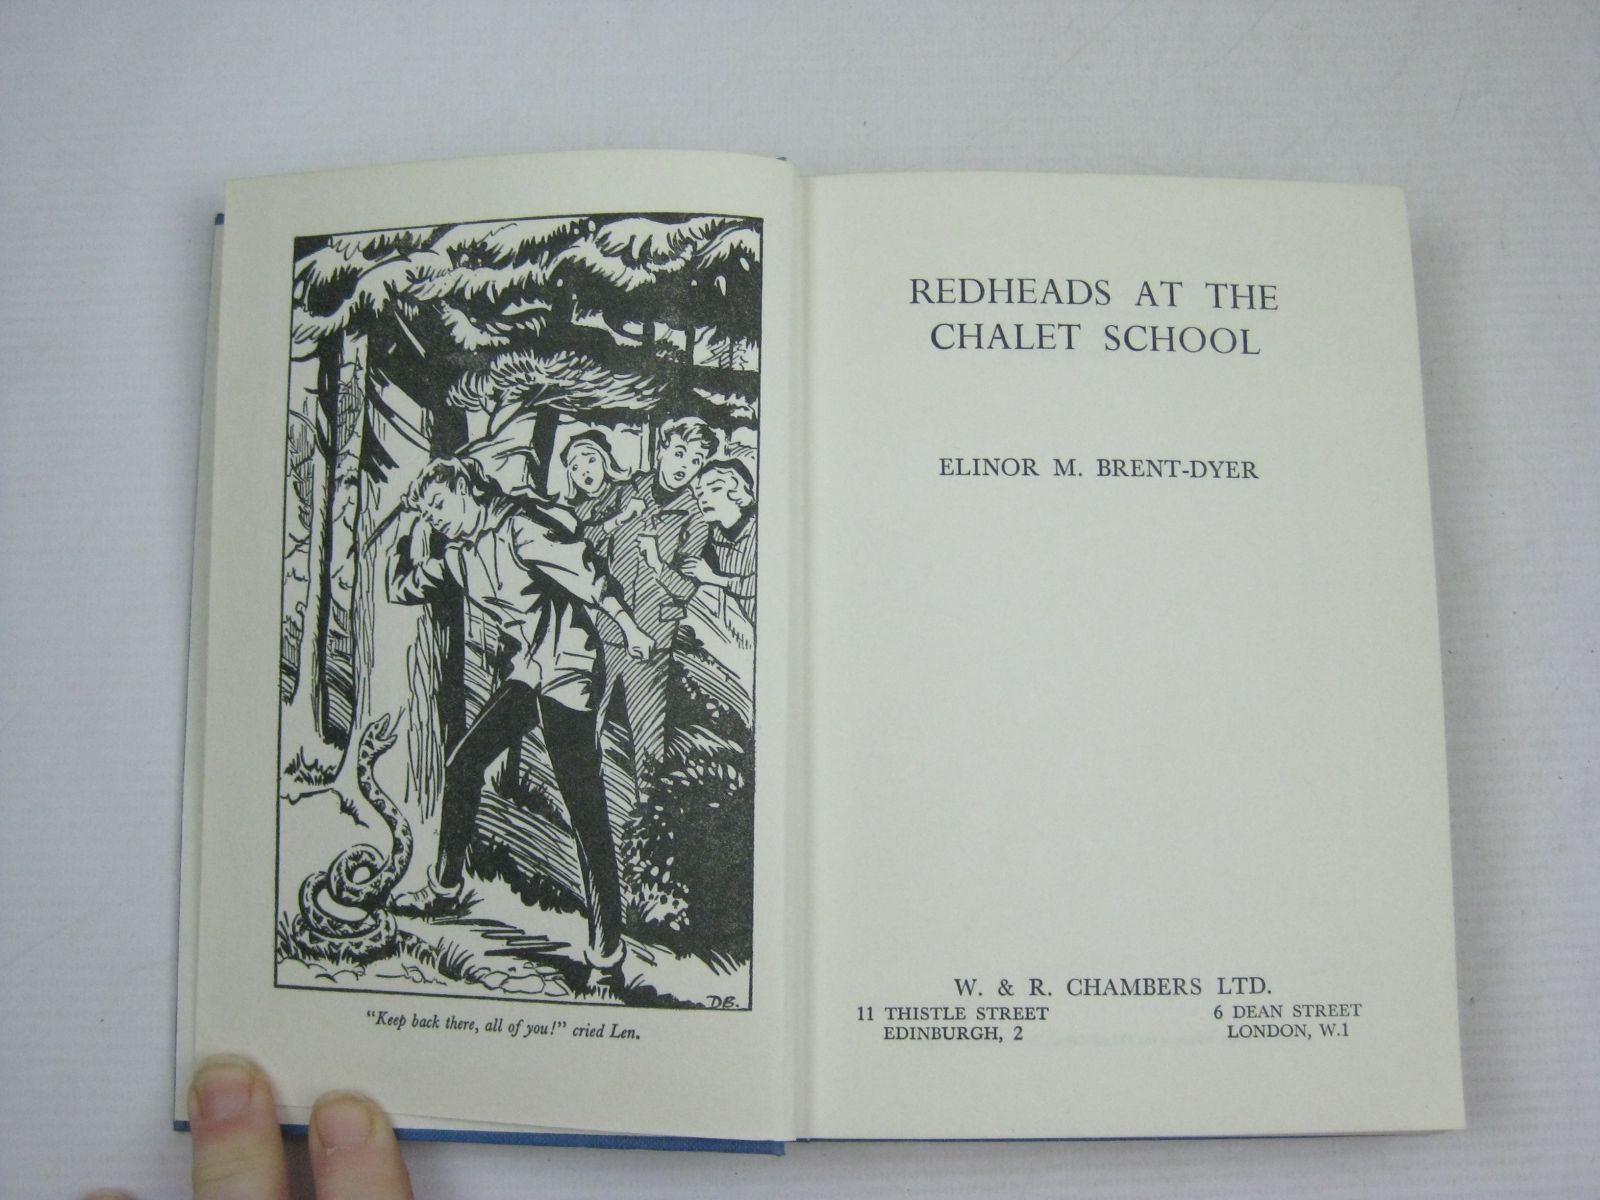 DB.
"Keep back there, all of you!" cried Len.
REDHEADS AT THE
CHALET SCHOOL
ELINOR M. BRENT-DYER
W. & R. CHAMBERS LTD.
11 THISTLE STREET
EDINBURGH, 2
6 DEAN STREET
LONDON, W.1